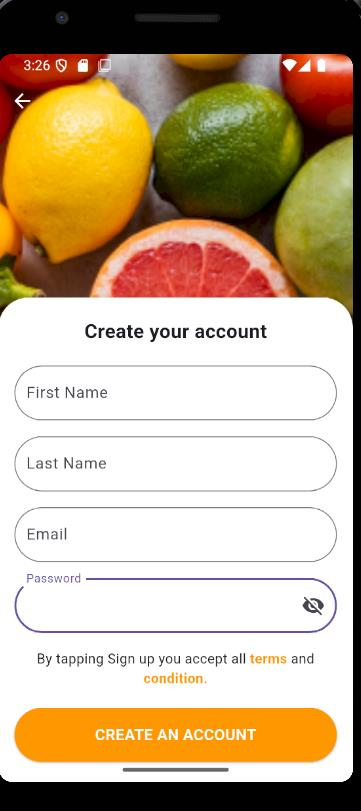 3:26
Create your account
First Name
Last Name
Email
Password
By tapping Sign up you accept all terms and
condition.
CREATE AN ACCOUNT